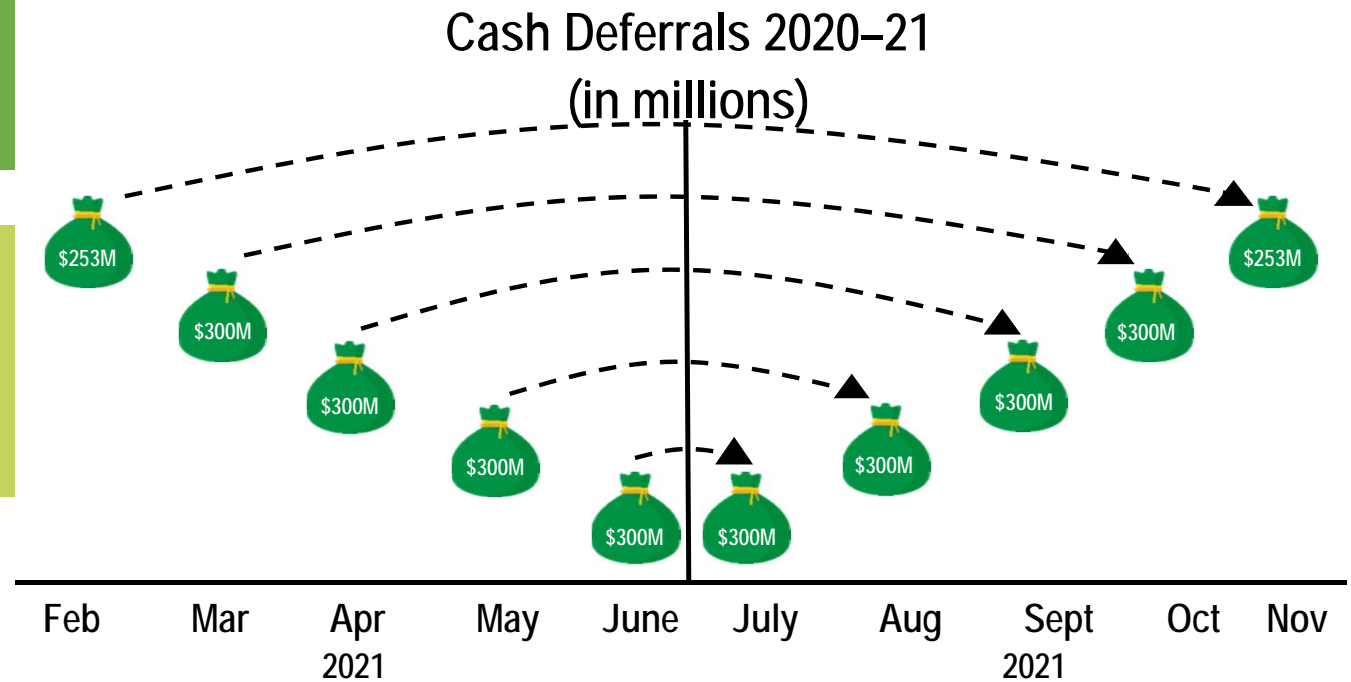 Cash Deferrals 2020–21
(in millions)
$253M
$253M
$300M
$300M
$300M
$300M
$300M
$300M
$300M
$300M
Feb Mar Apr May June July Aug Sept Oct Nov
2021 2021